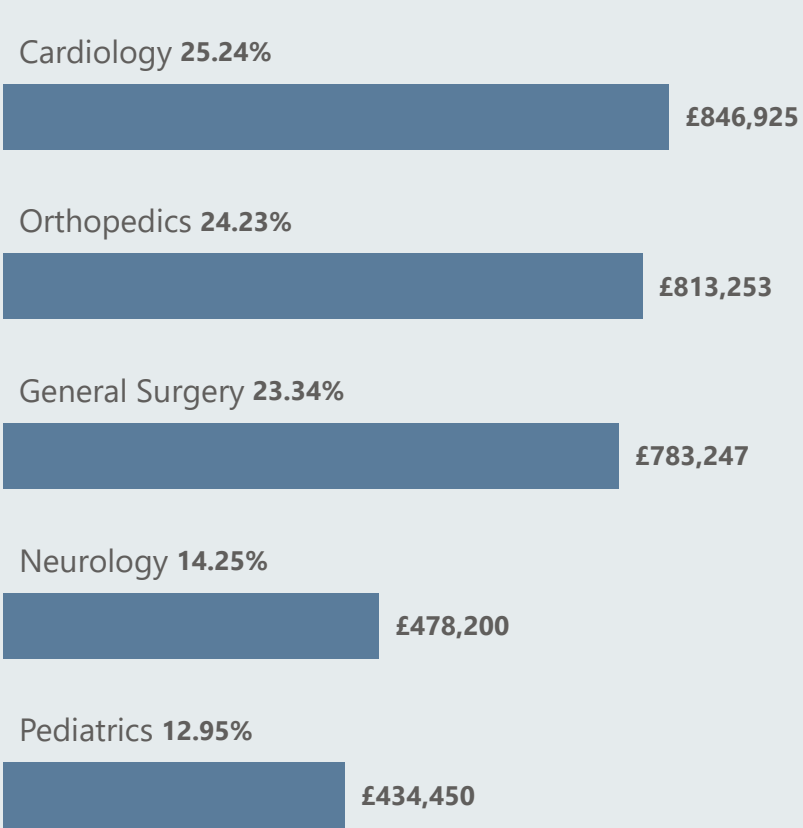 Cardiology 25.24%
£846,925
Orthopedics 24.23%
£813,253
General Surgery 23.34%
£783,247
Neurology 14.25%
£478,200
Pediatrics 12.95%
£434,450